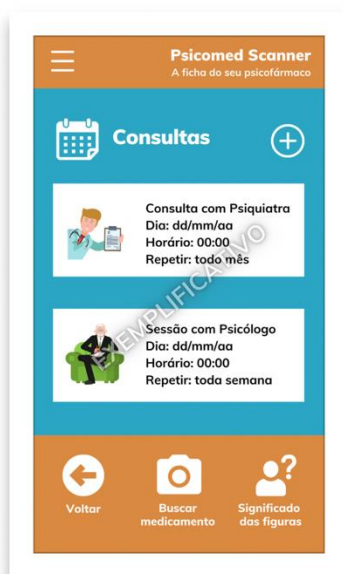 Psicomed Scanner
A ficha do seu psicofármaco
Consultas
Consulta com Psiquiatra
Dia: dd/mm/aa
Horário: 00:00
Repetir: todo mês
EXEMPLIFICATIVO
Sessão com Psicólogo
Dia: dd/mm/aa
Horário: 00:00
Repetir: toda semana
Voltar
Buscar
medicamento
?
Significado
das figuras